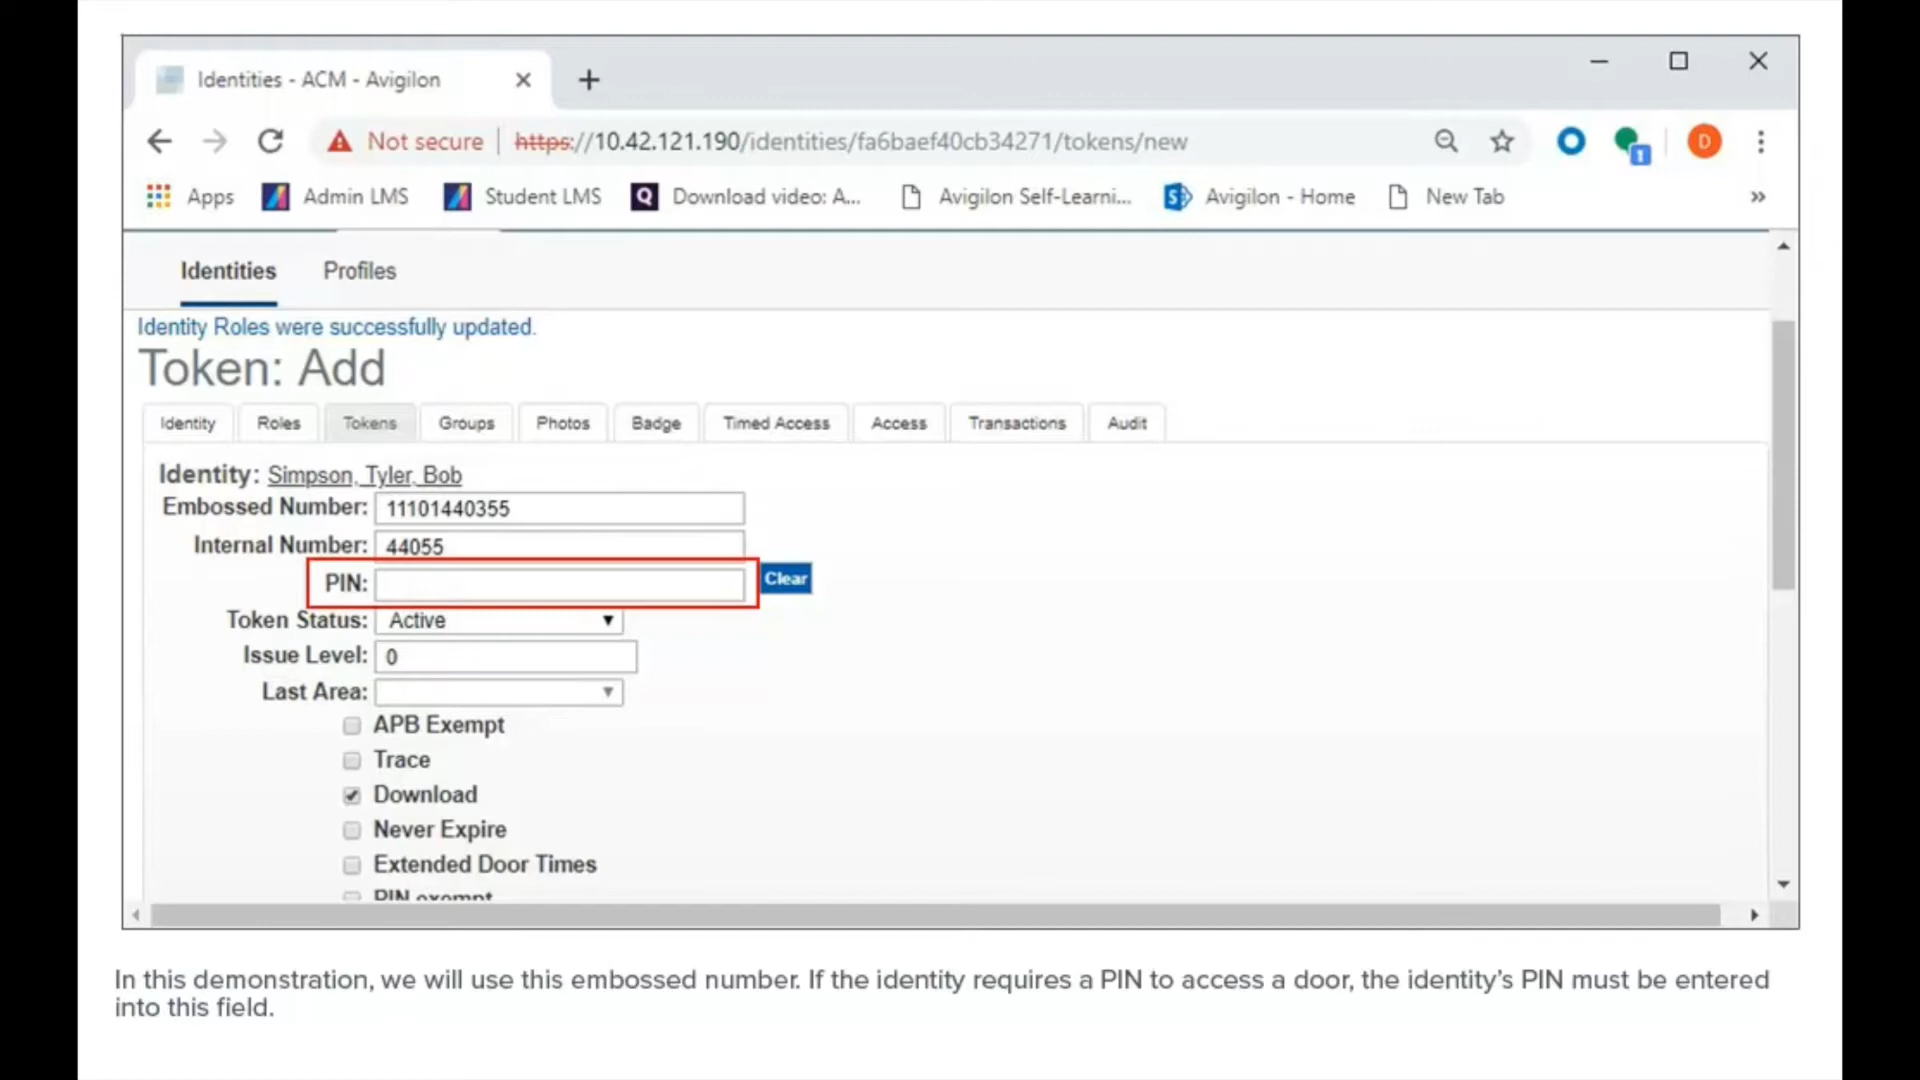 Identities - ACM - Avigilon
Not secure https://10.42.121.190/identities/fa6baef40cb34271/tokens/new
D
1
Apps Admin LMS Student LMS Q Download video: A... Avigilon Self-Learni... S Avigilon - Home New Tab »
Identities Profiles
Identity Roles were successfully updated.
Token: Add
Identity Roles Tokens Groups Photos Badge Timed Access Access Transactions Audit
Identity: Simpson, Tyler, Bob
Embossed Number: 11101440355
Internal Number: 44055
PIN: Clear
Token Status: Active
Issue Level: 0
Last Area:
APB Exempt
Trace
Download
Never Expire
Extended Door Times
PIN exempt
In this demonstration, we will use this embossed number. If the identity requires a PIN to access a door, the identity’s PIN must be entered
into this field.